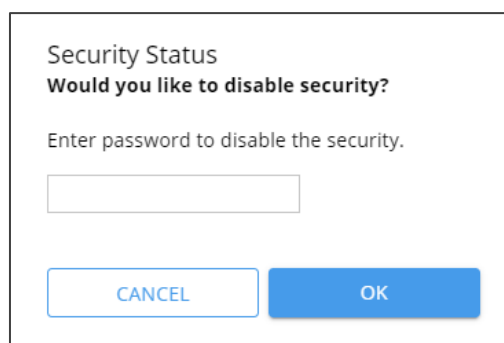 Security Status
Would you like to disable security?
Enter password to disable the security.
CANCEL
OK